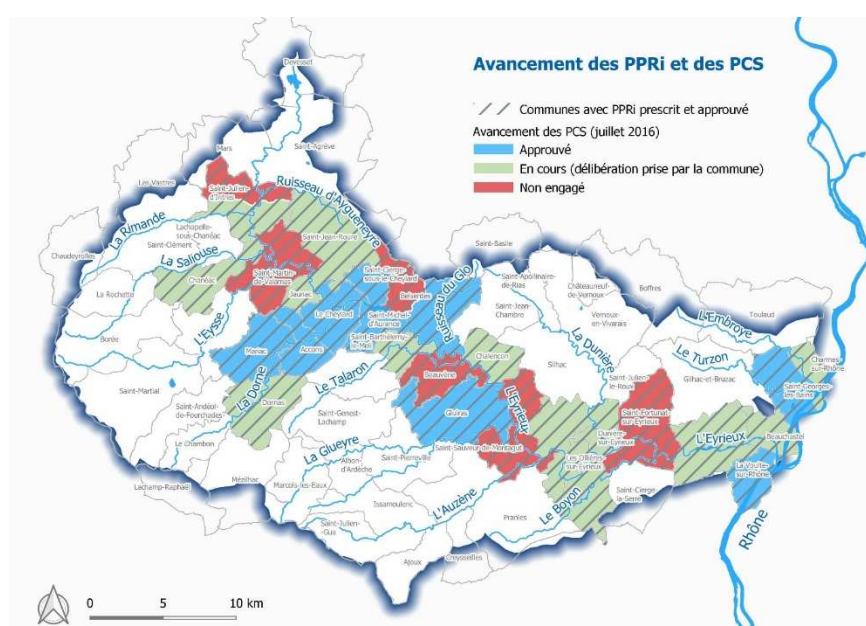 Avancement des PPRi et des PCS
Communes avec PPRi prescrit et approuvé
Avancement des PCS (juillet 2016)
Approuvé
En cours (délibération prise par la commune)
Non engagé
Devesset
Mars
Saint-Agrève
Les Vastres
Saint-Julien-
d'Intres
Ruisseau d'Aygueneyre
La Rimande
Lachapelle-
sous-Chanéac
Saint-Clément
Saint-Jean-Roure
Chaudeyrolles
La Saliouse
Chanéac
Saint-Martin-
de-Valamas
Saint-Cierge-
sous-le-Cheylard
Saint-Basile
La Rochette
Jaunac
Belsentes
Ruisseau du Glo
Saint-Apollinaire-
de-Rias
Châteauneuf-
de-Vernoux
Boffres
Le Cheylard
Saint-Michel-
d'Aurance
Saint-Jean-
Chambre
Vernoux-
en-Vivarais
L'Embroye
Toulaud
Borée
L'Eysse
Saint-Barthélemy-
le-Meil
La Dunière
Mariac
Accons
Chalencon
Silhac
Le Turzon
Charmes-
sur-Rhône
Saint-Martial
La Dorne
Le Talaron
Beauvène
L'Eyrieux
Saint-Julien-
le-Roux
Gilhac-et-Bruzac
Saint-Georges-
les-Bains
Dornas
Saint-Andéol-
de-Fourchades
Saint-Genest-
Lachamp
Gluiras
Saint-Fortunat-
sur-Eyrieux
Le Chambon
La Glueyre
Dunière-
sur-Eyrieux
L'Eyrieux
Beauchastel
Saint-Sauveur-de-Montagut
Albon-
d'Ardèche
Saint-Pierreville
Les Ollières-
sur-Eyrieux
La Voulte-
sur-Rhône
Lachamp-Raphaël
Mézilhac
Marcols-les-Eaux
Saint-Cierge-
la-Serre
Issamoulenc
L'Auzène
Le Boyon
Saint-Julien-
Gua
Pranles
Rhône
Ajoux
Creysseilles
0 5 10 km